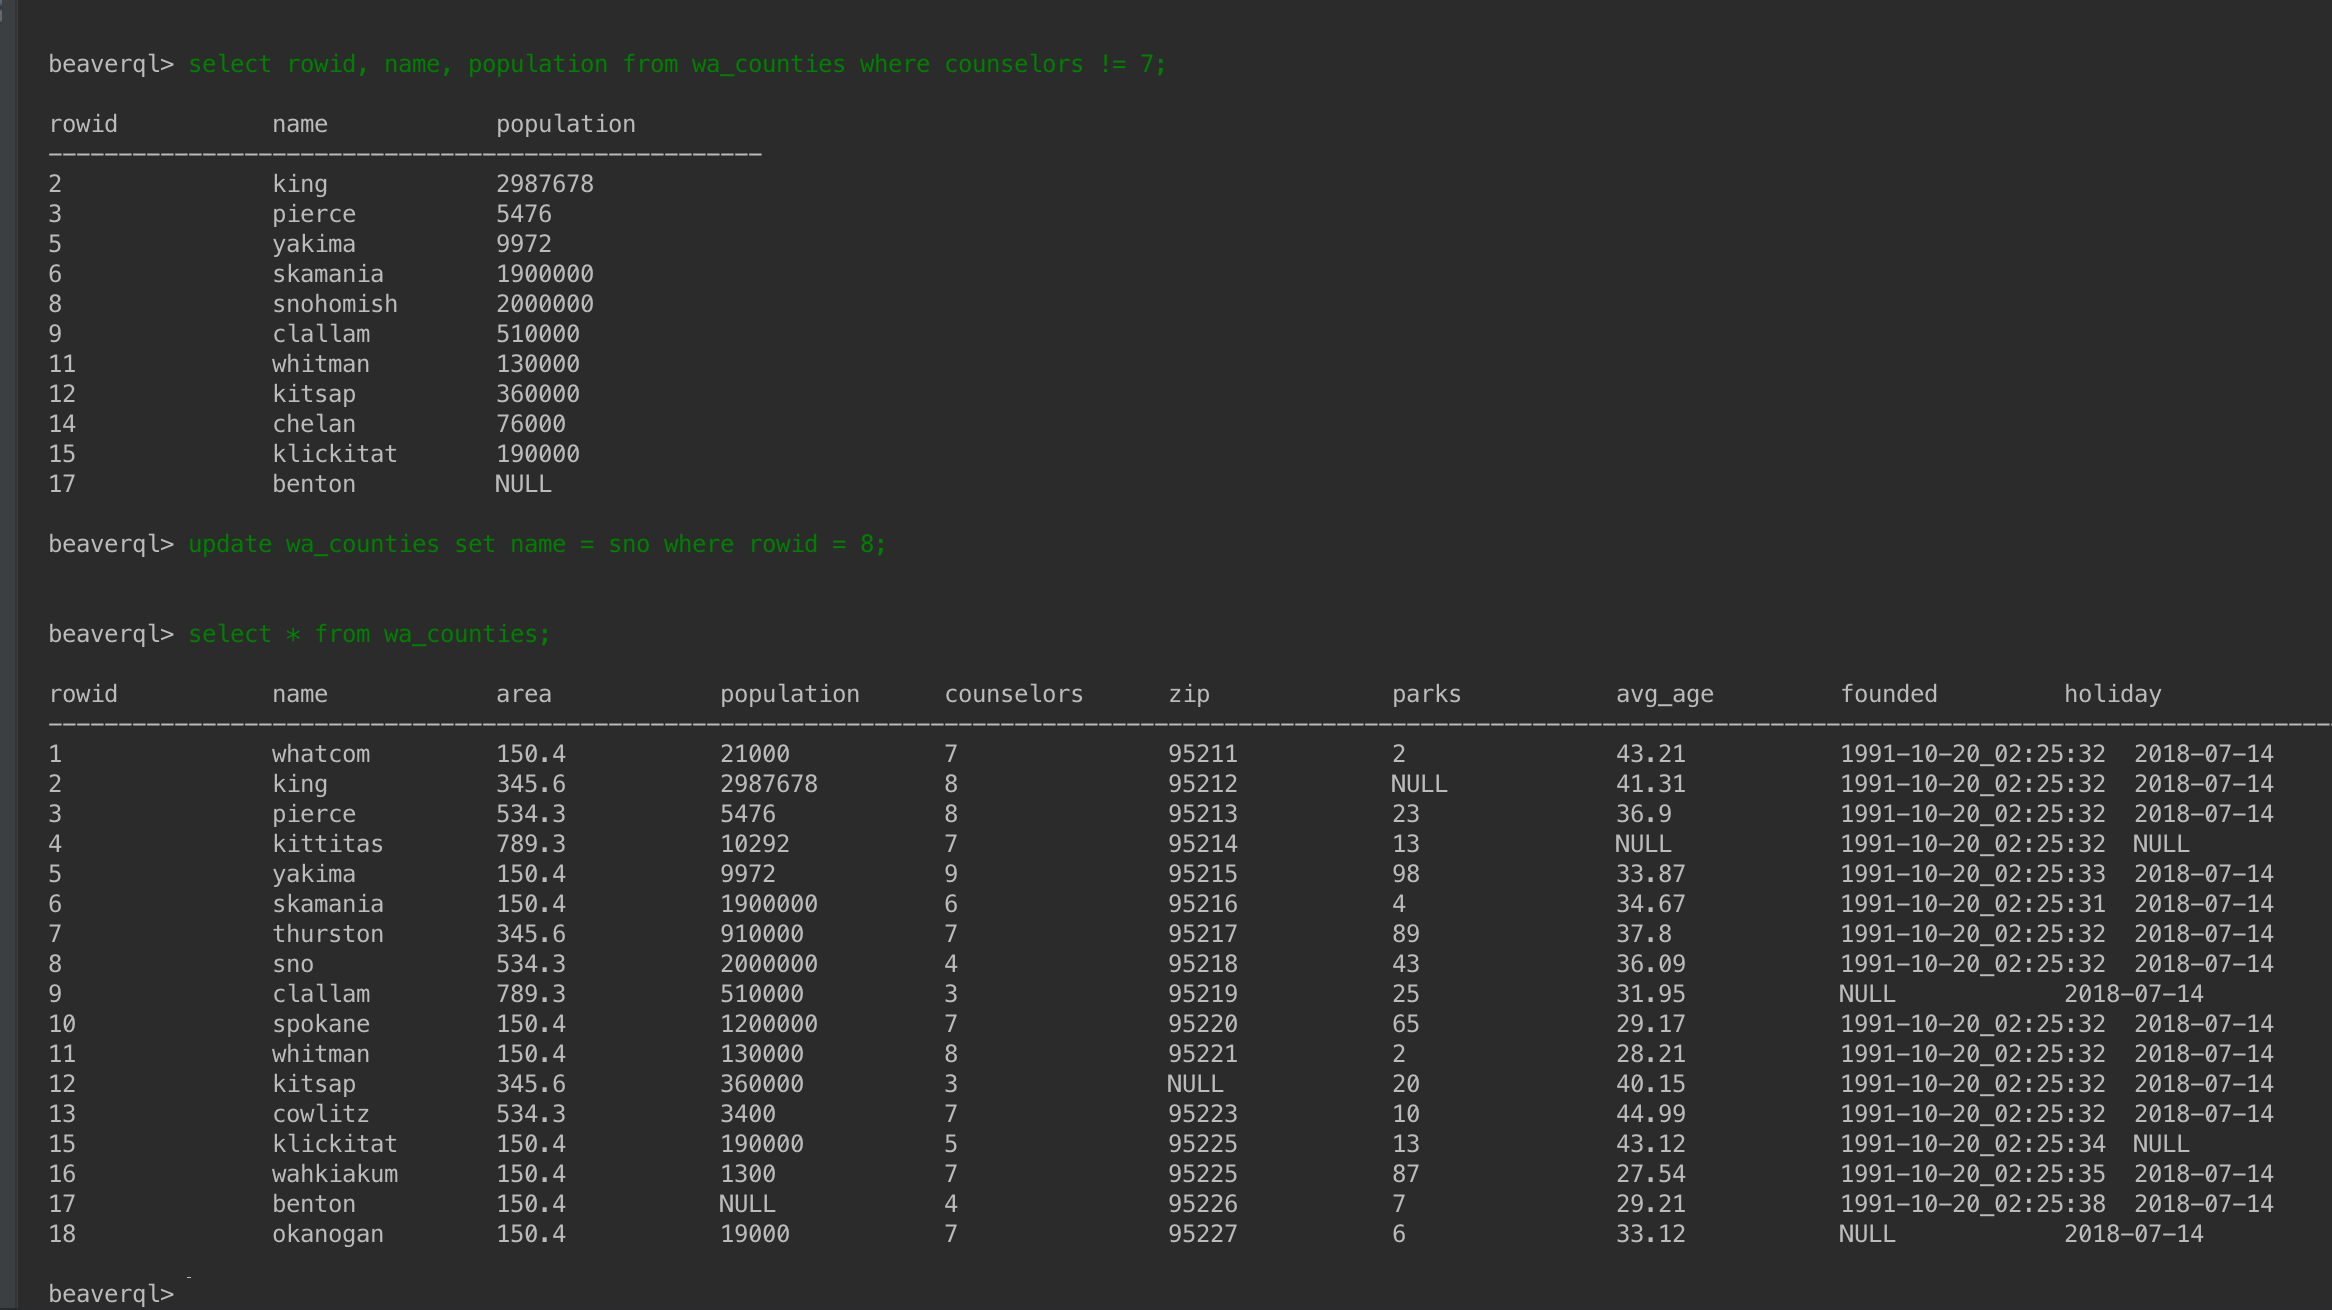 beaverql> select rowid, name, population from wa_counties where counselors != 7;
rowid name population
---------------------------------------------------
2 king 2987678
3 pierce 5476
5 yakima 9972
6 skamania 1900000
8 snohomish 2000000
9 clallam 510000
11 whitman 130000
12 kitsap 360000
14 chelan 76000
15 klickitat 190000
17 benton NULL
beaverql> update wa_counties set name = sno where rowid = 8;
beaverql> select * from wa_counties;
rowid name area population counselors zip parks avg_age founded holiday
---------------------------------------------------------------------------------------------------------------------------------------------------------------------
1 whatcom 150.4 21000 7 95211 2 43.21 1991-10-20_02:25:32 2018-07-14
2 king 345.6 2987678 8 95212 NULL 41.31 1991-10-20_02:25:32 2018-07-14
3 pierce 534.3 5476 8 95213 23 36.9 1991-10-20_02:25:32 2018-07-14
4 kittitas 789.3 10292 7 95214 13 NULL 1991-10-20_02:25:32 NULL
5 yakima 150.4 9972 9 95215 98 33.87 1991-10-20_02:25:33 2018-07-14
6 skamania 150.4 1900000 6 95216 4 34.67 1991-10-20_02:25:31 2018-07-14
7 thurston 345.6 910000 7 95217 89 37.8 1991-10-20_02:25:32 2018-07-14
8 sno 534.3 2000000 4 95218 43 36.09 1991-10-20_02:25:32 2018-07-14
9 clallam 789.3 510000 3 95219 25 31.95 NULL 2018-07-14
10 spokane 150.4 1200000 7 95220 65 29.17 1991-10-20_02:25:32 2018-07-14
11 whitman 150.4 130000 8 95221 2 28.21 1991-10-20_02:25:32 2018-07-14
12 kitsap 345.6 360000 3 NULL 20 40.15 1991-10-20_02:25:32 2018-07-14
13 cowlitz 534.3 3400 7 95223 10 44.99 1991-10-20_02:25:32 2018-07-14
15 klickitat 150.4 190000 5 95225 13 43.12 1991-10-20_02:25:34 NULL
16 wahkiakum 150.4 1300 7 95225 87 27.54 1991-10-20_02:25:35 2018-07-14
17 benton 150.4 NULL 4 95226 7 29.21 1991-10-20_02:25:38 2018-07-14
18 okanogan 150.4 19000 7 95227 6 33.12 NULL 2018-07-14
beaverql>